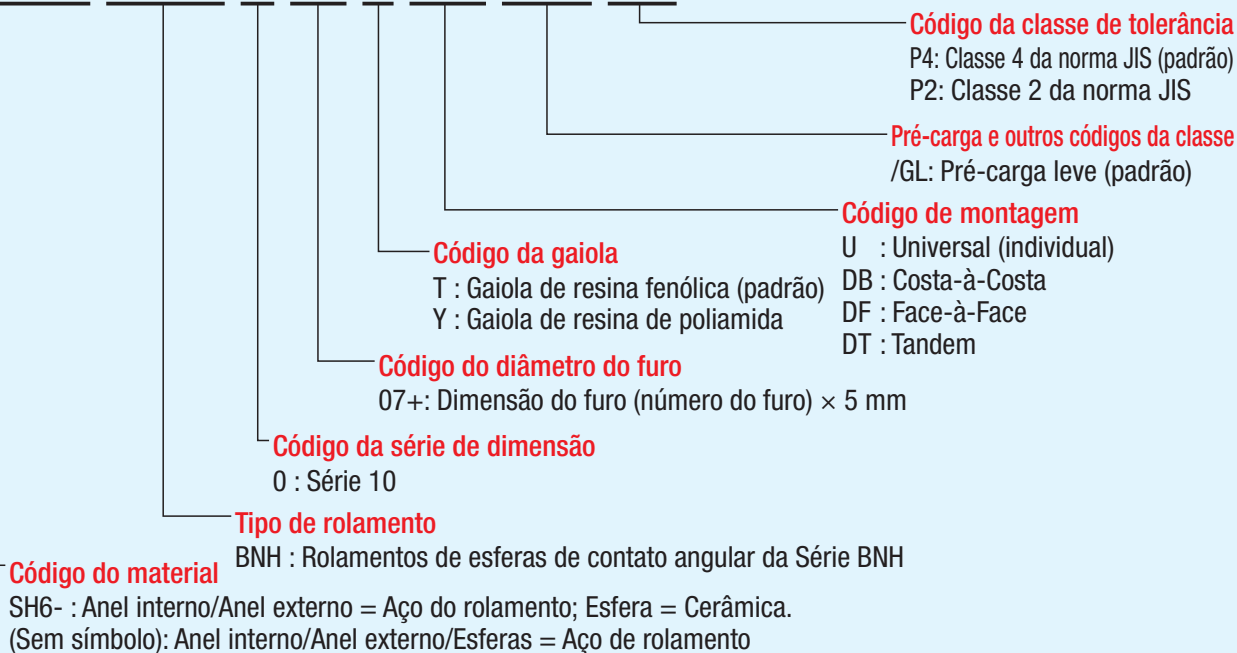 Código da classe de tolerância
P4: Classe 4 da norma JIS (padrão)
P2: Classe 2 da norma JIS
Pré-carga e outros códigos da classe
/GL: Pré-carga leve (padrão)
Código de montagem
U : Universal (individual)
DB : Costa-à-Costa
DF : Face-à-Face
DT : Tandem
Código da gaiola
T : Gaiola de resina fenólica (padrão)
Y : Gaiola de resina de poliamida
Código do diâmetro do furo
07+: Dimensão do furo (número do furo) × 5 mm
Código da série de dimensão
0 : Série 10
Tipo de rolamento
BNH : Rolamentos de esferas de contato angular da Série BNH
Código do material
SH6- : Anel interno/Anel externo = Aço do rolamento; Esfera = Cerâmica.
(Sem símbolo): Anel interno/Anel externo/Esferas = Aço de rolamento